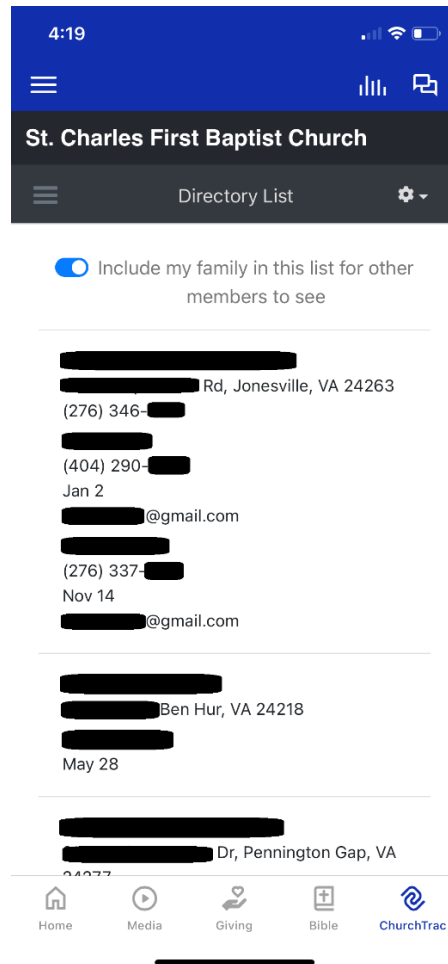 4:19
St. Charles First Baptist Church
Directory List
Include my family in this list for other
members to see
Rd, Jonesville, VA 24263
(276) 346-
(404) 290-
Jan 2
@gmail.com
(276) 337-
Nov 14
@gmail.com
Ben Hur, VA 24218
May 28
Dr, Pennington Gap, VA
24277
Home Media Giving Bible ChurchTrac